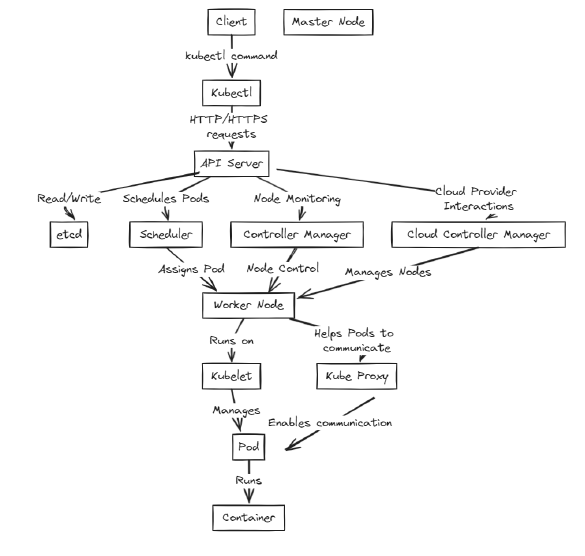 Client
Master Node
kubectl command
Kubectl
HTTP/HTTPS
requests
API Server
Read/Write
Schedules Pods
Node Monitoring
Cloud Provider
Interactions
etcd
Scheduler
Controller Manager
Cloud Controller Manager
Assigns Pod
Node Control
Manages Nodes
Worker Node
Runs on
Helps Pods to
communicate
Kubelet
Kube Proxy
Manages
Enables communication
Pod
Runs
Container